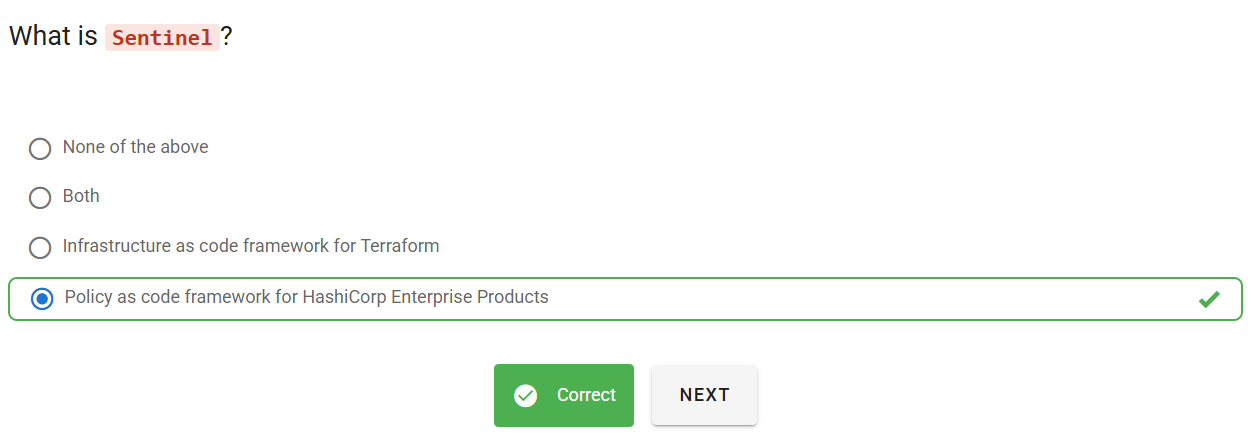 What is Sentinel?
None of the above
Both
Infrastructure as code framework for Terraform
Policy as code framework for HashiCorp Enterprise Products
Correct
NEXT